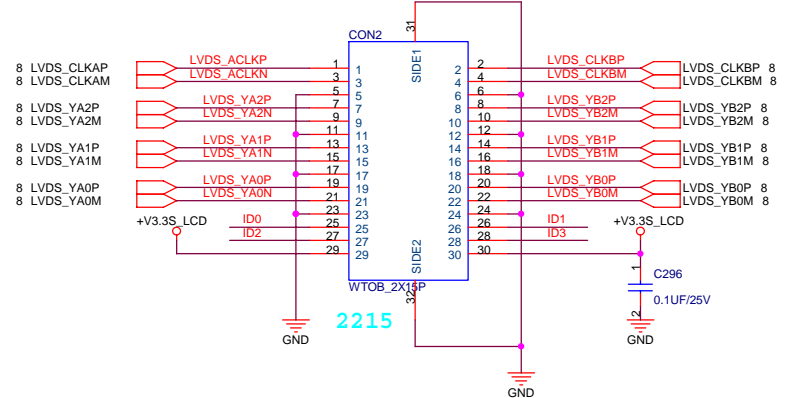 31
CON2
SIDE1
8 LVDS_CLKAP LVDS_ACLKP 1 1 2 2 LVDS_CLKBP LVDS_CLKBP 8
8 LVDS_CLKAM LVDS_ACLKN 3 3 4 4 LVDS_CLKBM LVDS_CLKBM 8
5 5 6 6
8 LVDS_YA2P LVDS_YA2P 7 7 8 8 LVDS_YB2P LVDS_YB2P 8
8 LVDS_YA2M LVDS_YA2N 9 9 10 10 LVDS_YB2M LVDS_YB2M 8
11 11 12 12
8 LVDS_YA1P LVDS_YA1P 13 13 14 14 LVDS_YB1P LVDS_YB1P 8
8 LVDS_YA1M LVDS_YA1N 15 15 16 16 LVDS_YB1M LVDS_YB1M 8
17 17 18 18
8 LVDS_YA0P LVDS_YA0P 19 19 20 20 LVDS_YB0P LVDS_YB0P 8
8 LVDS_YA0M LVDS_YA0N 21 21 22 22 LVDS_YB0M LVDS_YB0M 8
23 23 24 24
+V3.3S_LCD ID0 25 25 26 26 ID1 +V3.3S_LCD
ID2 27 27 28 28 ID3
29 29 30 30
SIDE2
1
C296
WTOB_2X15P
32
0.1UF/25V
2
2215
GND
GND
GND